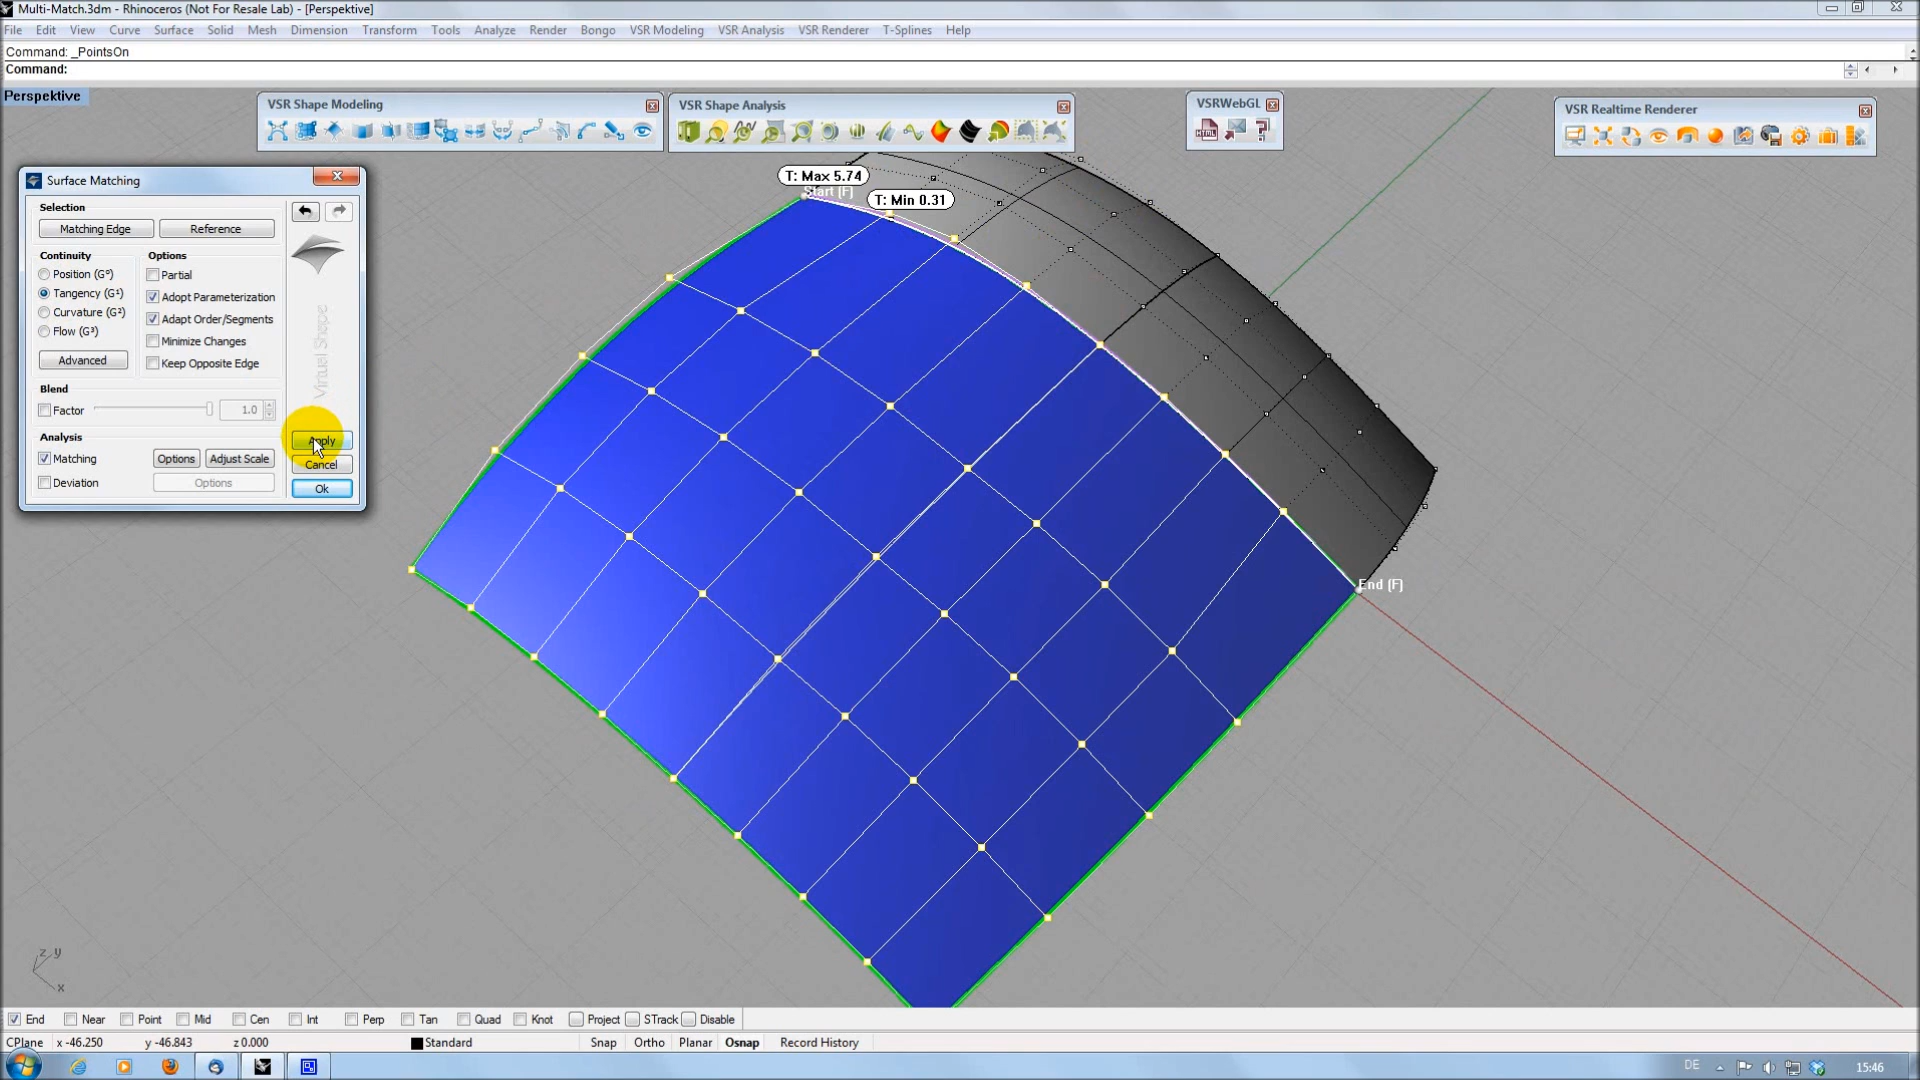 Multi-Match.3dm - Rhinoceros (Not For Resale Lab) - [Perspektive]
File Edit View Curve Surface Solid Mesh Dimension Transform Tools Analyze Render Bongo VSR Modeling VSR Analysis VSR Renderer T-Splines Help
Command: _PointsOn
Command:
Perspektive
VSR Shape Modeling
VSR Shape Analysis
VSRWebGL
VSR Realtime Renderer
HTML
Surface Matching
Selection
Matching Edge Reference
Continuity Options
Position (G⁰) Partial
Tangency (G¹) Adopt Parameterization
Curvature (G²) Adapt Order/Segments
Flow (G³) Minimize Changes
Advanced Keep Opposite Edge
Virtual Shape
Blend
Factor 1.0
Analysis Apply
Matching Options Adjust Scale Cancel
Deviation Options Ok
T: Max 5.74
Start (F)
T: Min 0.31
End (F)
z y
x
End Near Point Mid Cen Int Perp Tan Quad Knot Project STrack Disable
CPlane x -46.250 y -46.843 z 0.000 Standard Snap Ortho Planar Osnap Record History
DE 15:46